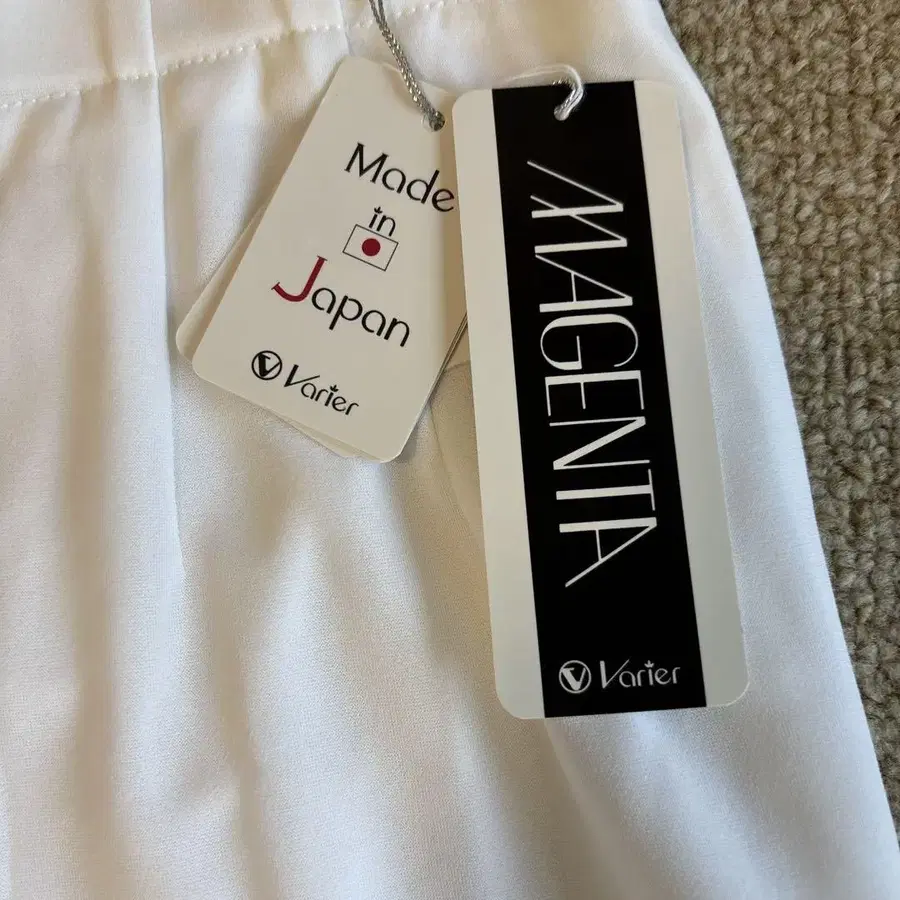 Made
in
Japan
V Varier
MAGENTA
V Varier